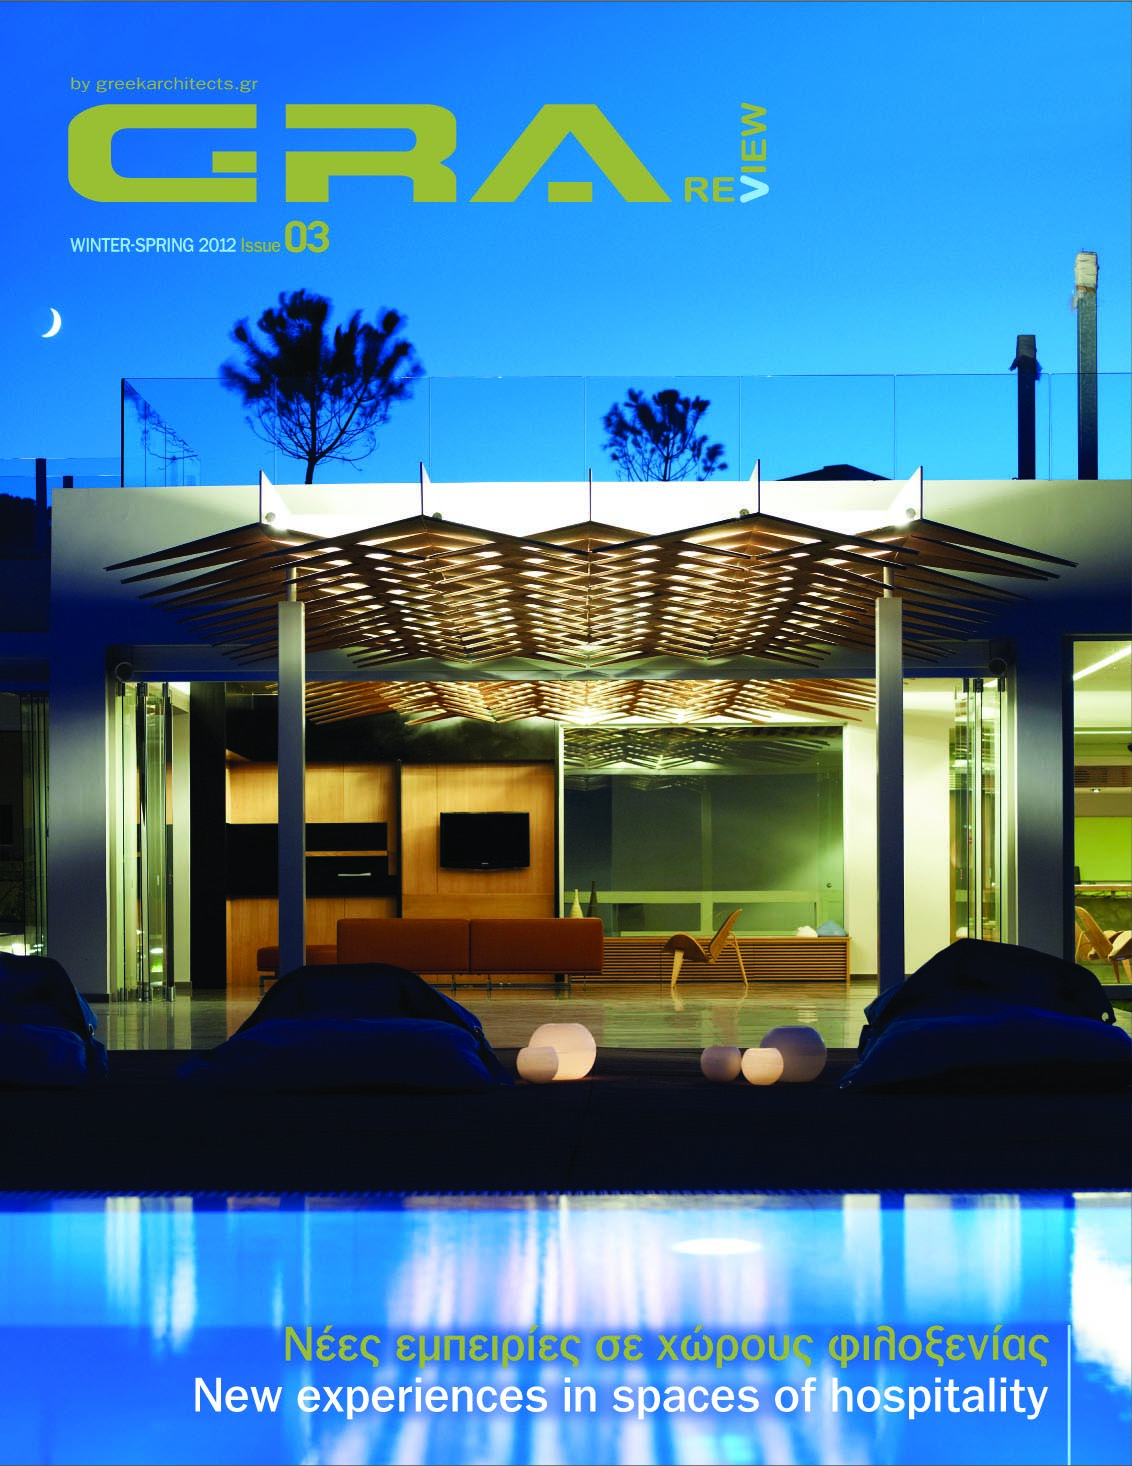 by greekarchitects.gr
GRA REVIEW
WINTER-SPRING 2012 Issue 03
Νέες εμπειρίες σε χώρους φιλοξενίας
New experiences in spaces of hospitality